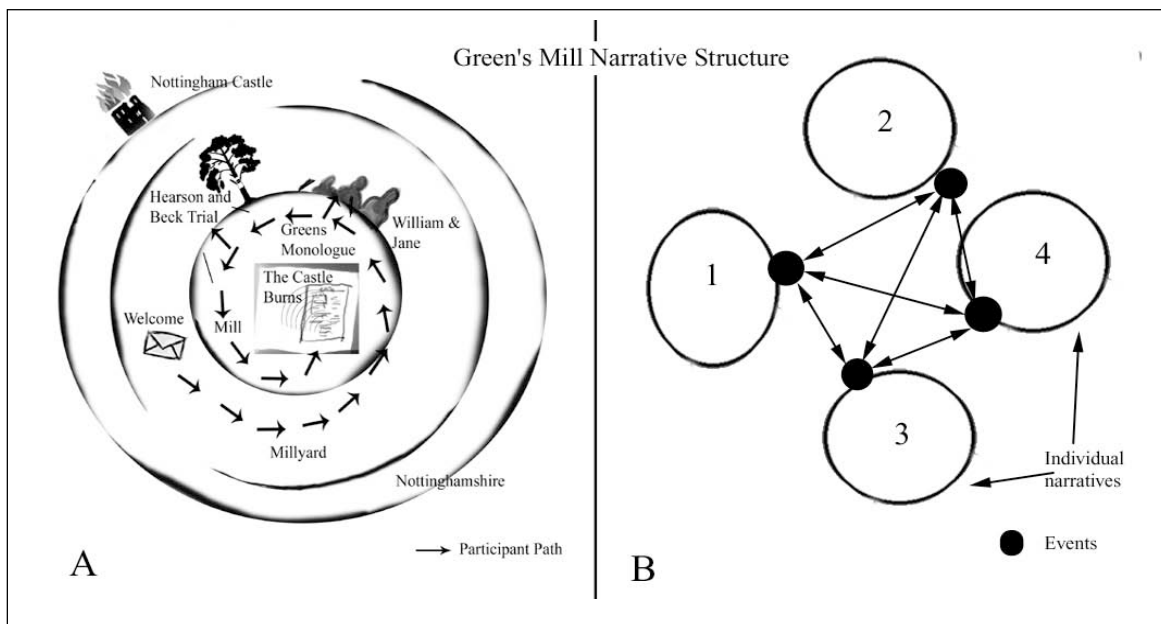 Green's Mill Narrative Structure
Nottingham Castle
Hearson and
Beck Trial
Greens
Monologue
William &
Jane
The Castle
Burns
Welcome
Mill
Millyard
Nottinghamshire
Participant Path
A
2
1
4
3
Individual
narratives
Events
B